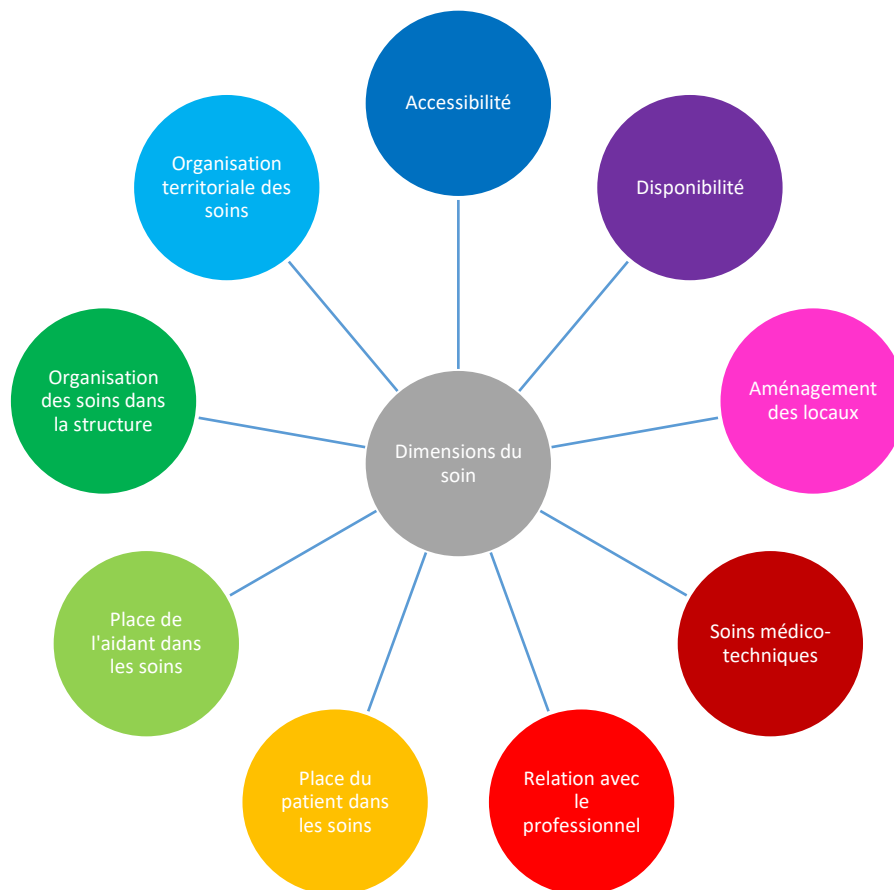 Accessibilité
Disponibilité
Aménagement
des locaux
Soins médico-
techniques
Relation avec
le
professionnel
Place du
patient dans
les soins
Place de
l'aidant dans
les soins
Organisation
des soins dans
la structure
Organisation
territoriale des
soins
Dimensions du
soin